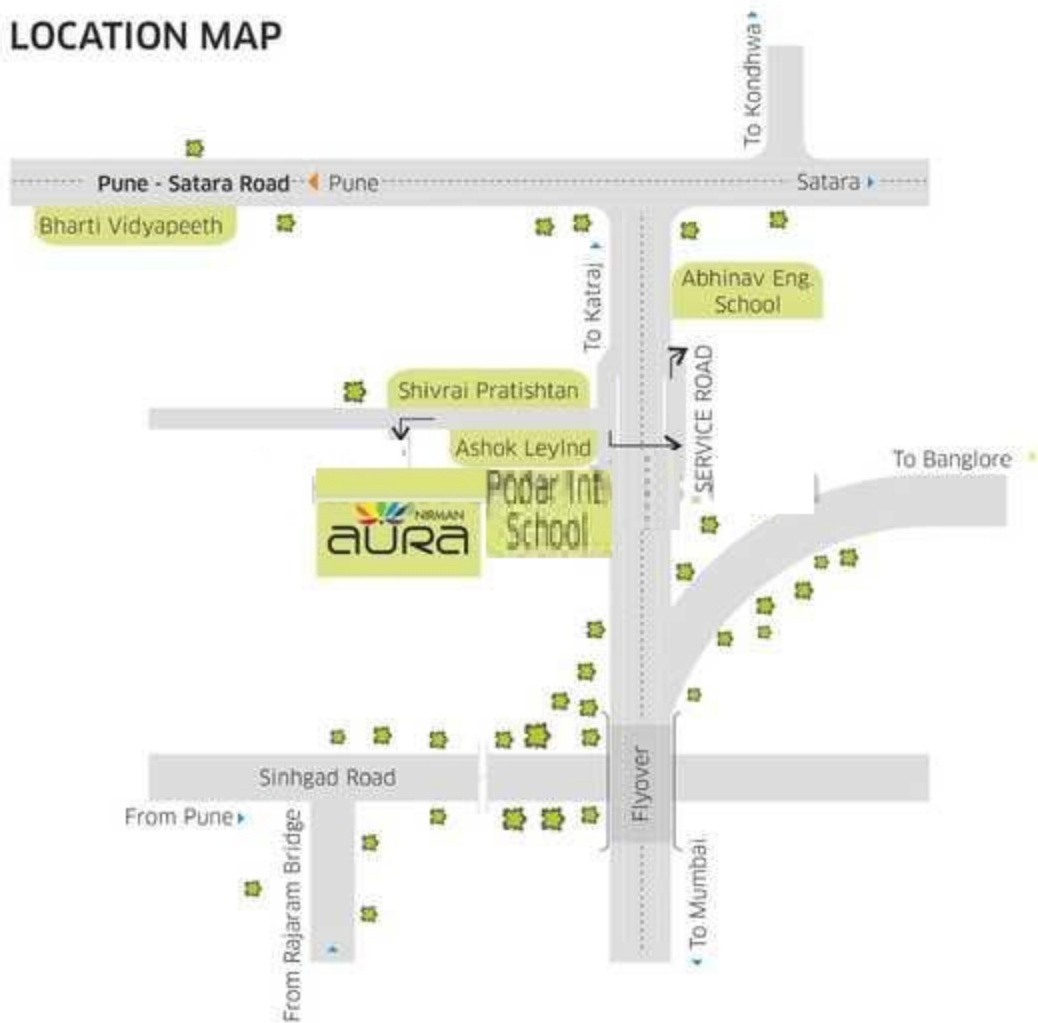 LOCATION MAP
To Kondhwa
Pune - Satara Road
Pune
Satara
Bharti Vidyapeeth
To Katraj
Abhinav Eng.
School
Shivrai Pratishtan
SERVICE ROAD
Ashok Leylnd
To Banglore
Podar Int.
School
NIRMAN
aura
Sinhgad Road
Flyover
From Pune
From Rajaram Bridge
To Mumbai